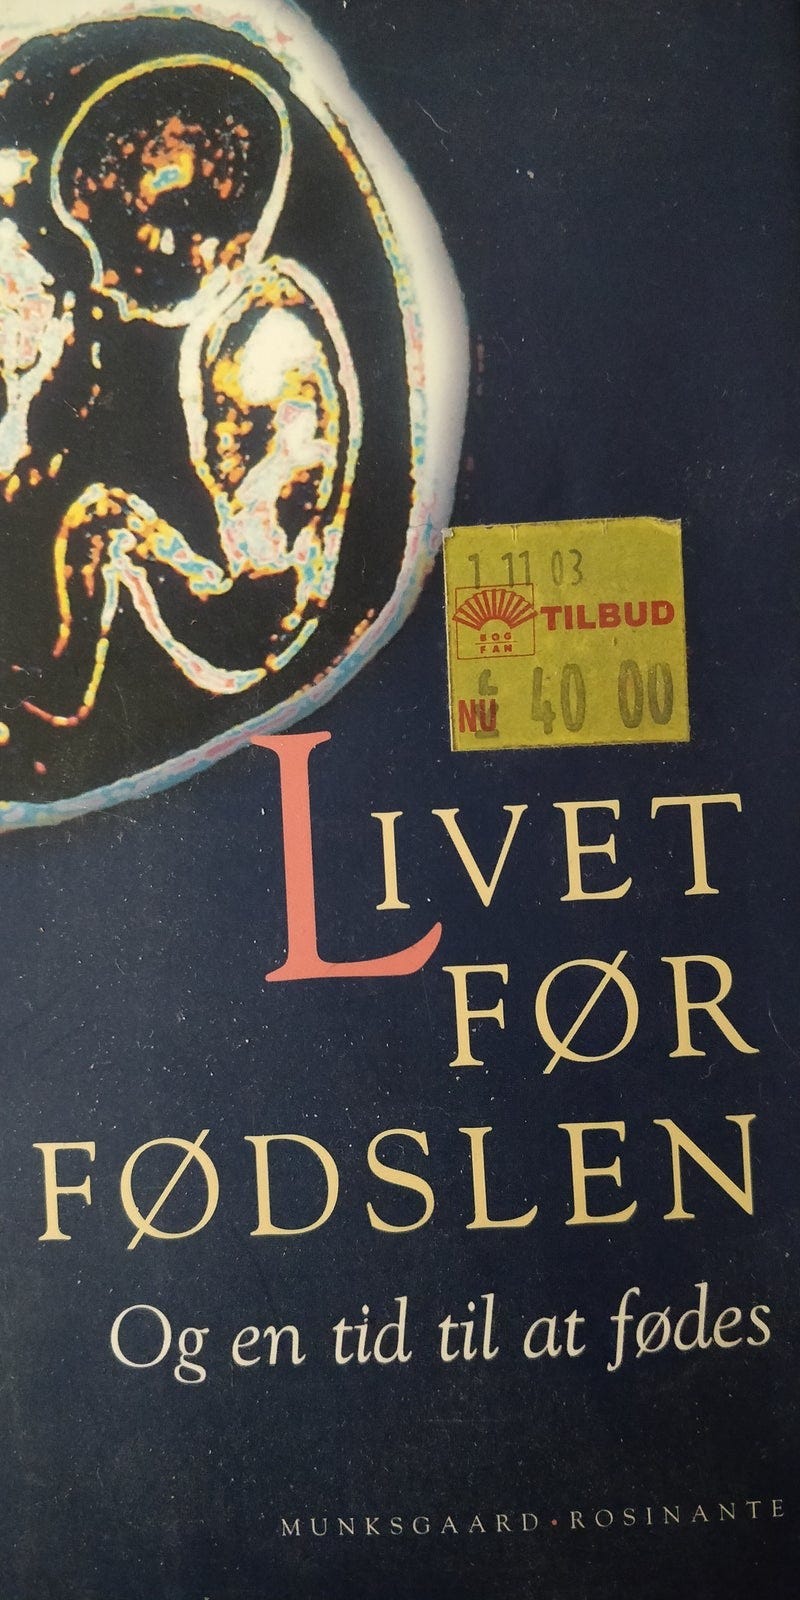 1 11 03
BOG
FAN
TILBUD
NU
40 00
LIVET
FØR
FØDSLEN
Og en tid til at fødes
MUNKSGAARD • ROSINANTE